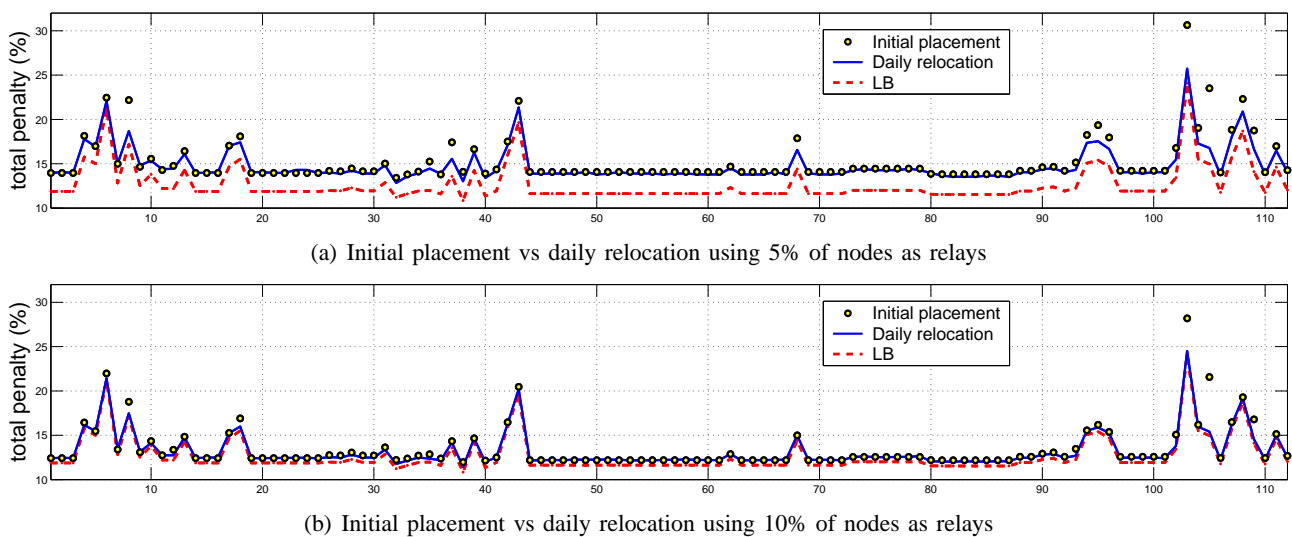 total penalty (%)
30
25
20
15
10
Initial placement
Daily relocation
LB
10 20 30 40 50 60 70 80 90 100 110
(a) Initial placement vs daily relocation using 5% of nodes as relays
total penalty (%)
30
25
20
15
10
Initial placement
Daily relocation
LB
10 20 30 40 50 60 70 80 90 100 110
(b) Initial placement vs daily relocation using 10% of nodes as relays